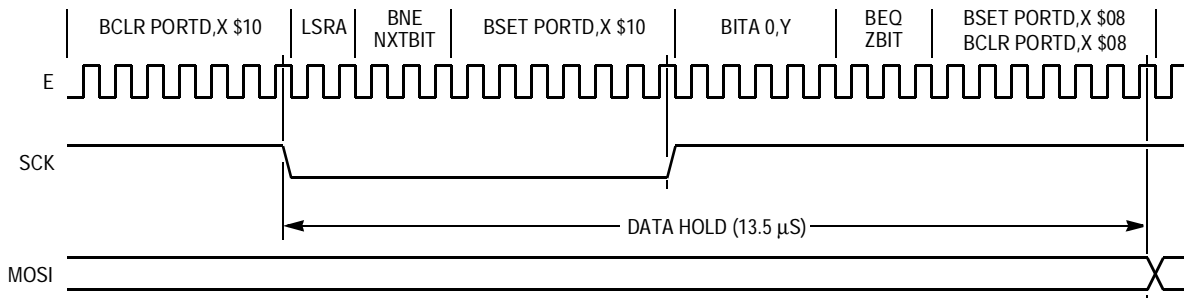 BCLR PORTD,X $10
LSRA
BNE
NXTBIT
BSET PORTD,X $10
BITA 0,Y
BEQ
ZBIT
BSET PORTD,X $08
BCLR PORTD,X $08
E
SCK
DATA HOLD (13.5 μS)
MOSI